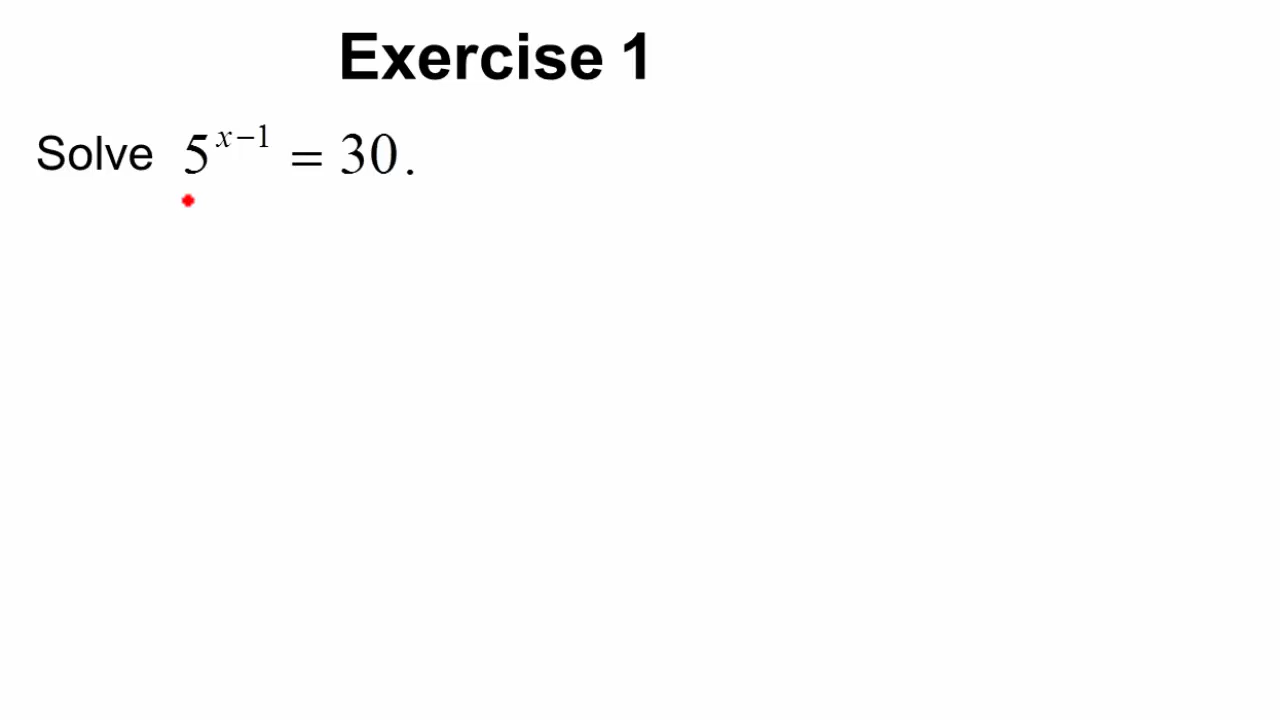 Exercise 1
Solve 5^{x−1} = 30.